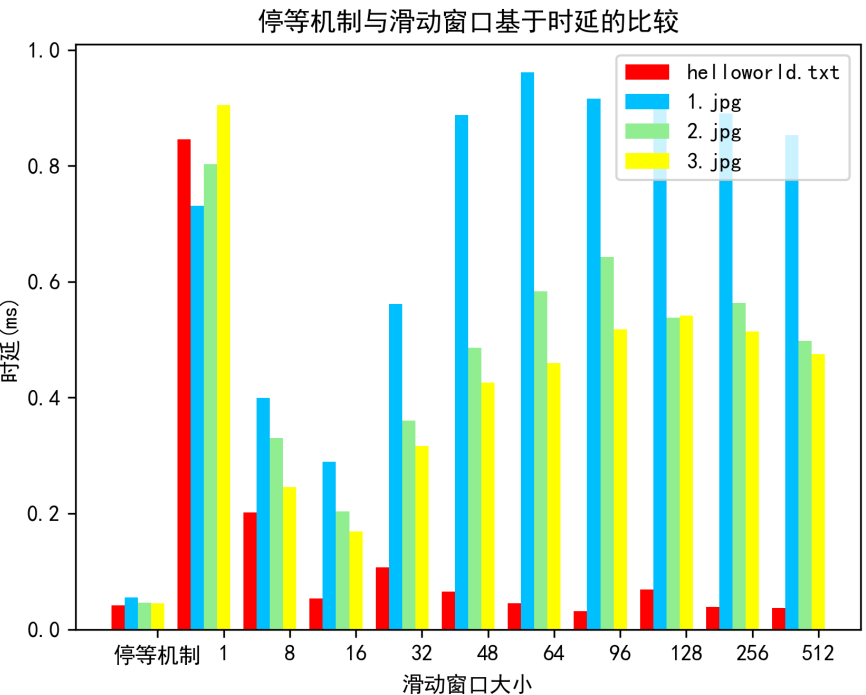 停等机制与滑动窗口基于时延的比较
helloworld.txt
1.jpg
2.jpg
3.jpg
时延(ms)
1.0
0.8
0.6
0.4
0.2
0.0
停等机制 1 8 16 32 48 64 96 128 256 512
滑动窗口大小